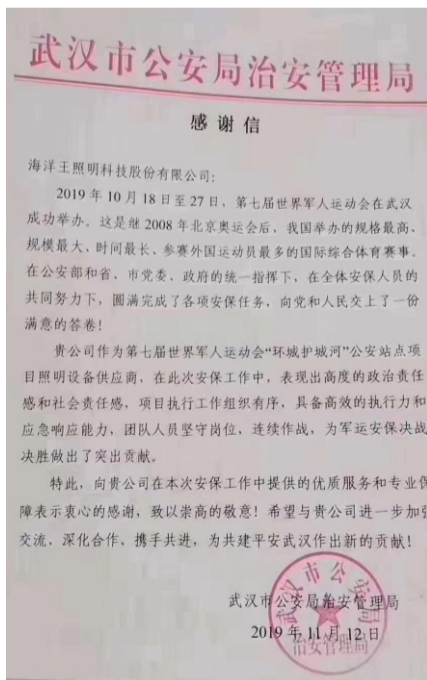 武汉市公安局治安管理局
感谢信
海洋王照明科技股份有限公司：
2019年10月18日至27日，第七届世界军人运动会在武汉
成功举办。这是继2008年北京奥运会后，我国举办的规格最高、
规模最大、时间最长、参赛外国运动员最多的国际综合体育赛事。
在公安部和省、市党委、政府的统一指挥下，在全体安保人员的
共同努力下，圆满完成了各项安保任务，向党和人民交上了一份
满意的答卷！
贵公司作为第七届世界军人运动会“环城护城河”公安站点项
目照明设备供应商，在此次安保工作中，表现出高度的政治责任
感和社会责任感，项目执行工作组织有序，具备高效的执行力和
应急响应能力，团队人员坚守岗位，连续作战，为军运安保决战
决胜做出了突出贡献。
特此，向贵公司在本次安保工作中提供的优质服务和专业保
障表示衷心的感谢，致以崇高的敬意！希望与贵公司进一步加强
交流、深化合作、携手共进，为共建平安武汉作出新的贡献！
武汉市公安局治安管理局
2019年11月12日
武汉市公安局
治安管理局